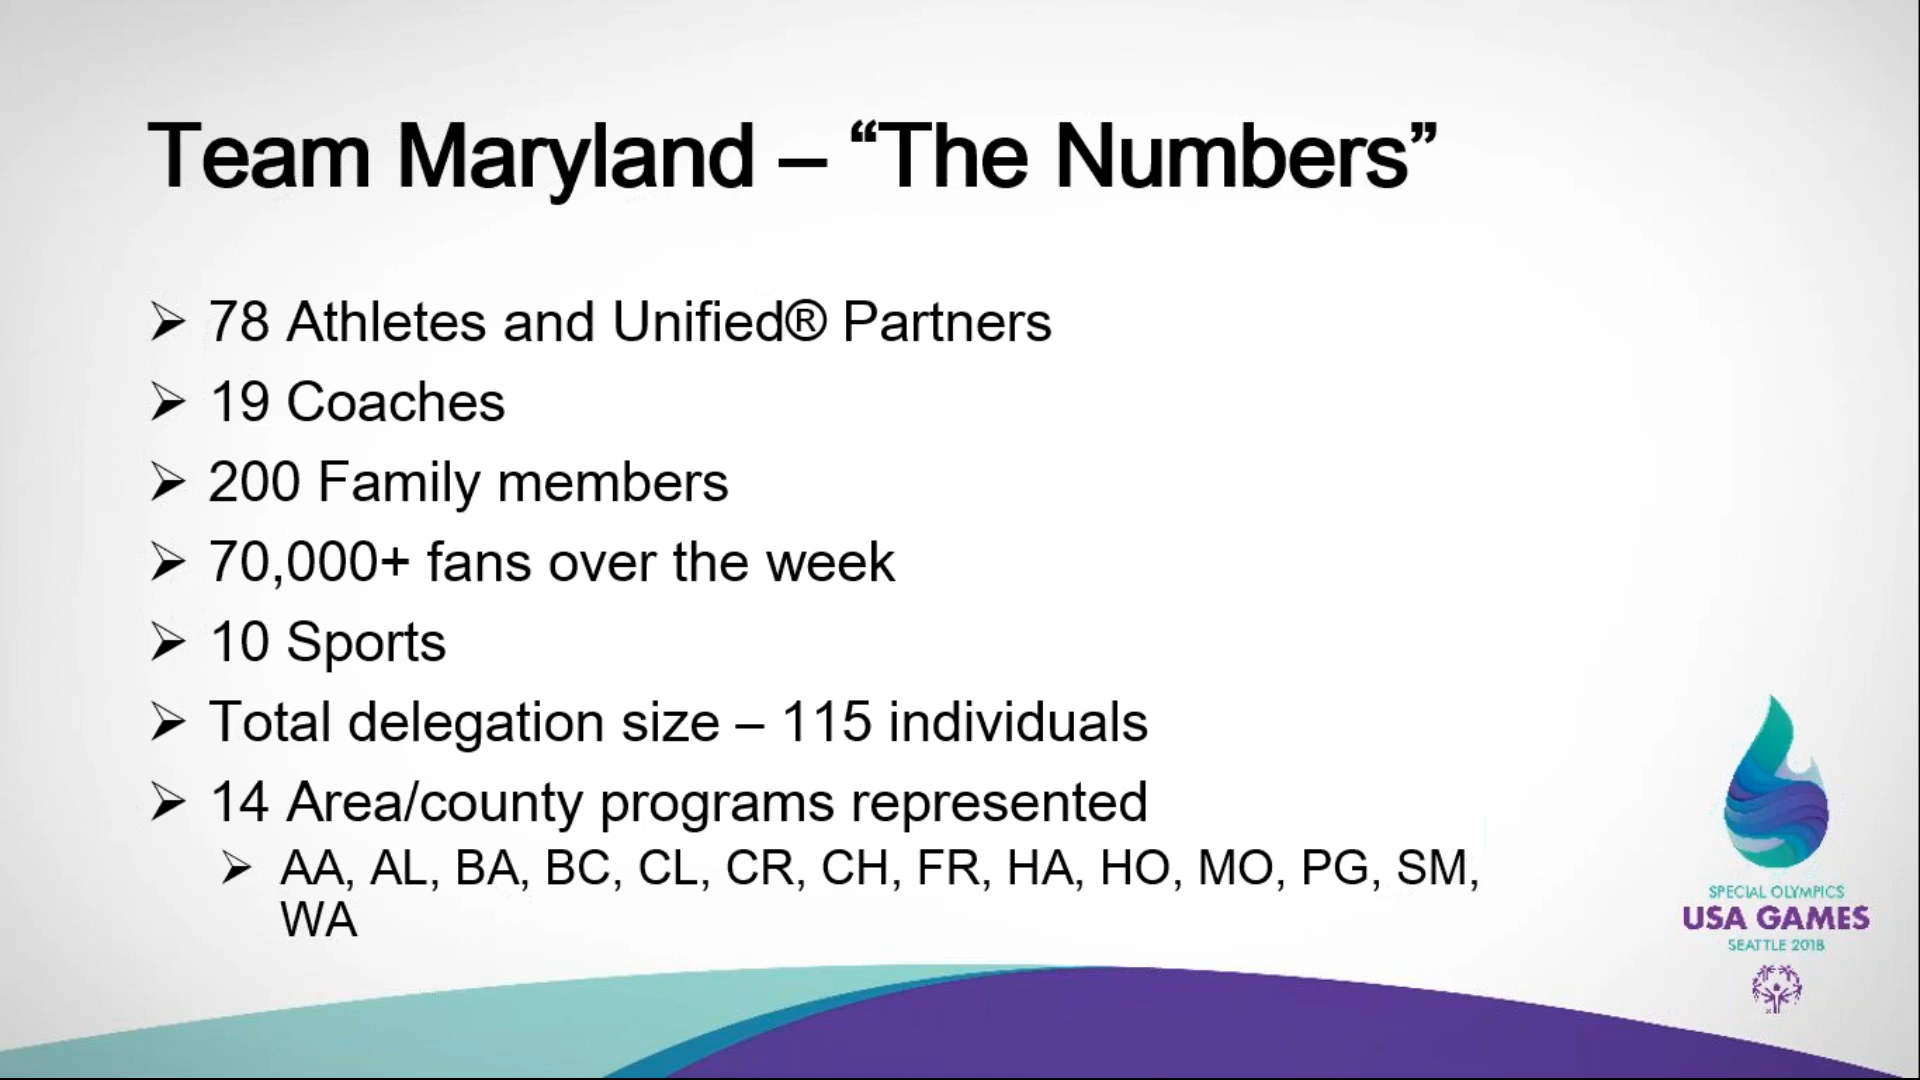 Team Maryland – “The Numbers”
78 Athletes and Unified® Partners
19 Coaches
200 Family members
70,000+ fans over the week
10 Sports
Total delegation size – 115 individuals
14 Area/county programs represented
AA, AL, BA, BC, CL, CR, CH, FR, HA, HO, MO, PG, SM,
WA
SPECIAL OLYMPICS
USA GAMES
SEATTLE 2018